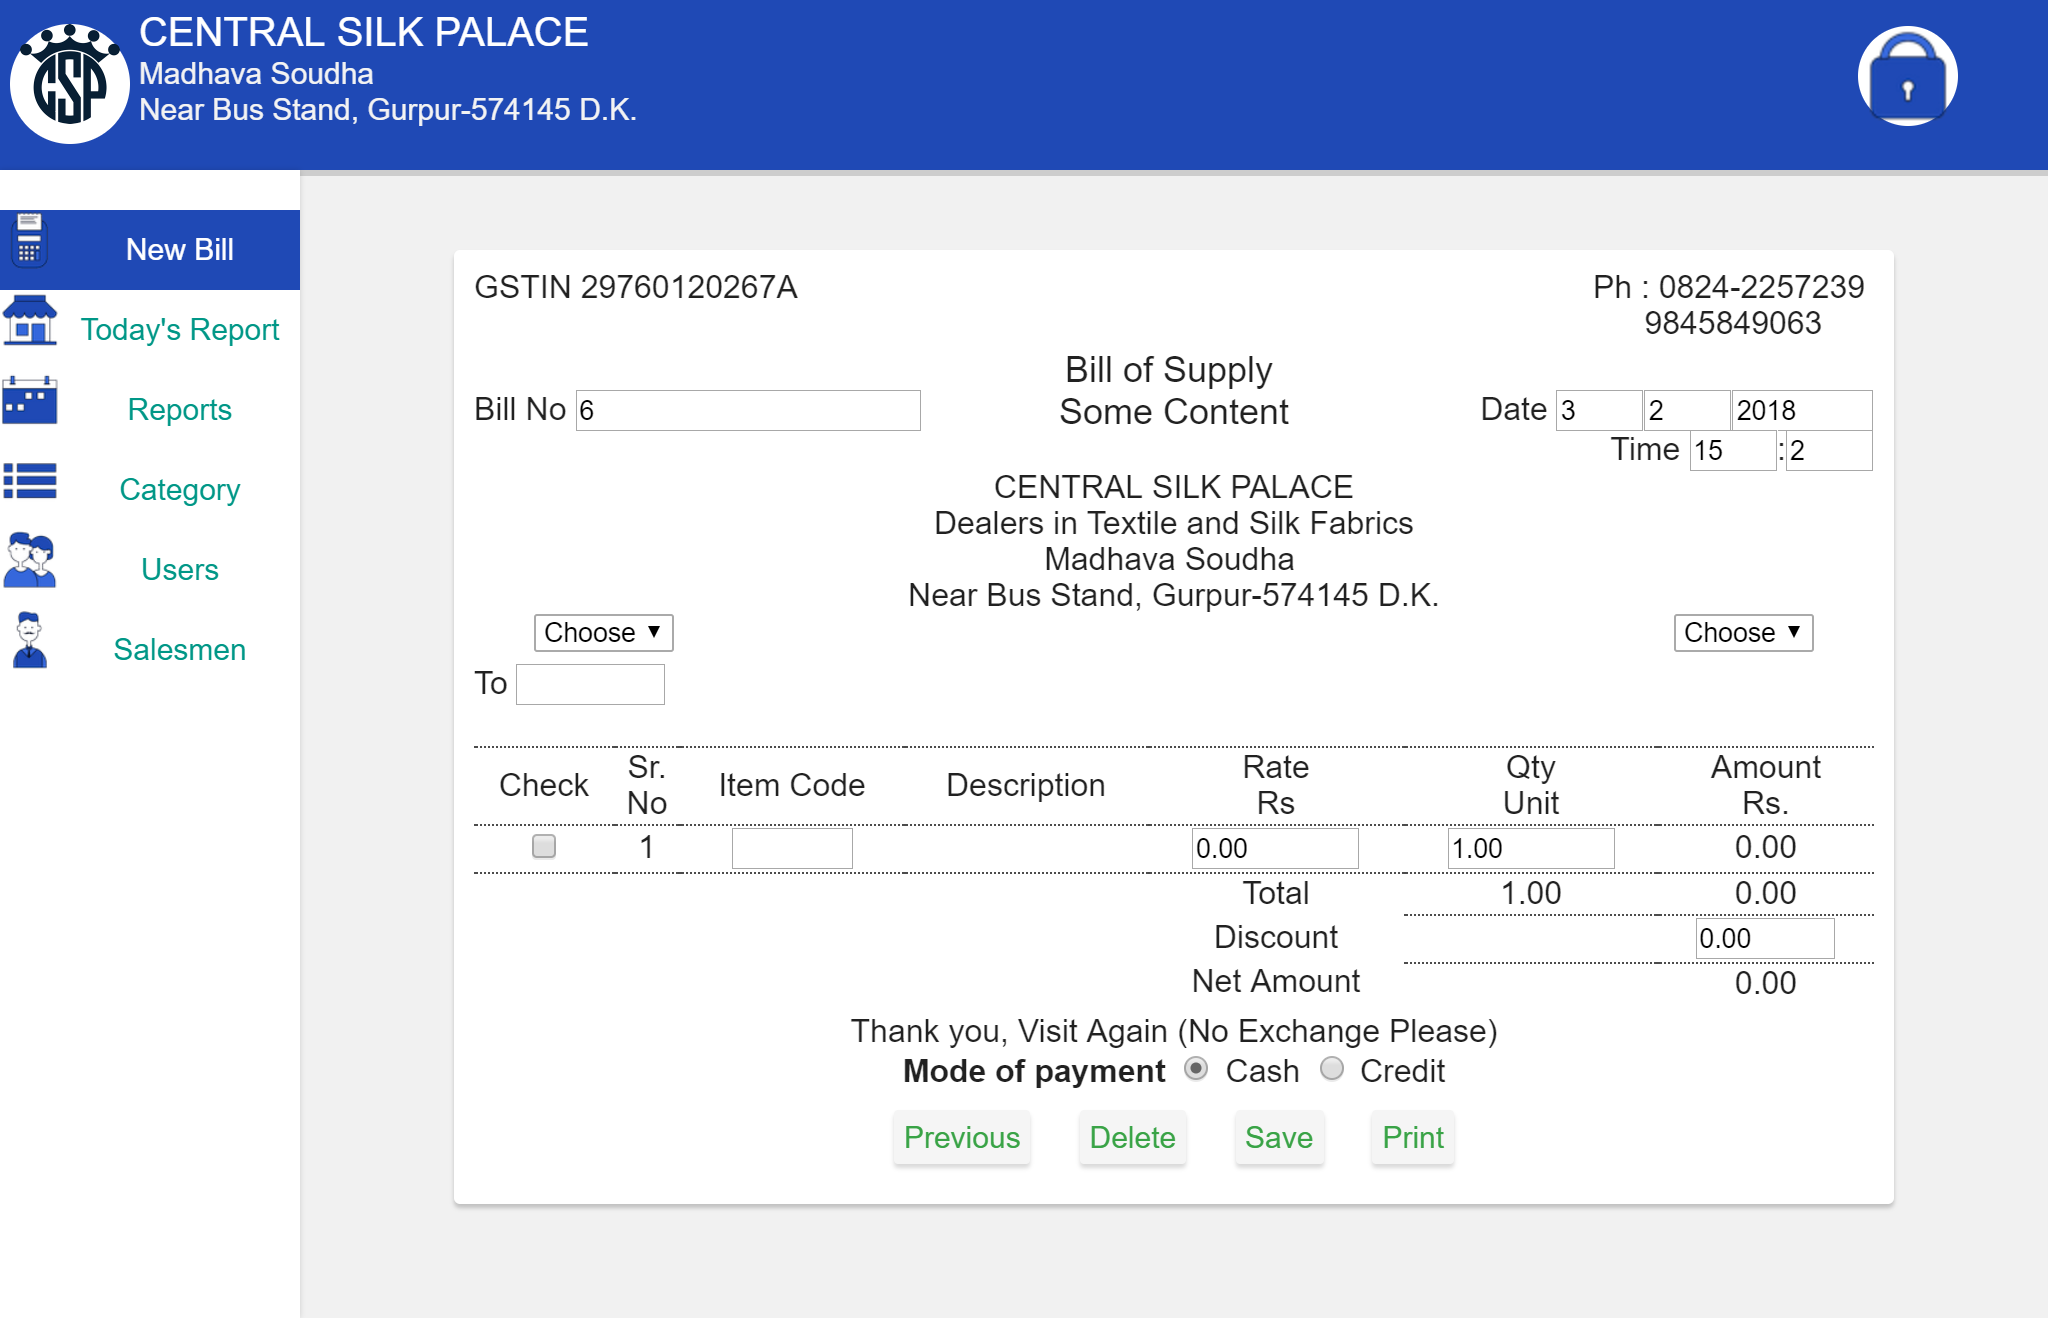 CSP
CENTRAL SILK PALACE
Madhava Soudha
Near Bus Stand, Gurpur-574145 D.K.
New Bill
Today's Report
Reports
Category
Users
Salesmen
GSTIN 29760120267A
Ph : 0824-2257239
9845849063
Bill of Supply
Bill No 6
Some Content
Date 3 2 2018
Time 15 : 2
CENTRAL SILK PALACE
Dealers in Textile and Silk Fabrics
Madhava Soudha
Near Bus Stand, Gurpur-574145 D.K.
Choose Choose
To
Check Sr. No Item Code Description Rate Rs Qty Unit Amount Rs.
1 0.00 1.00 0.00
Total 1.00 0.00
Discount 0.00
Net Amount 0.00
Thank you, Visit Again (No Exchange Please)
Mode of payment Cash Credit
Previous Delete Save Print